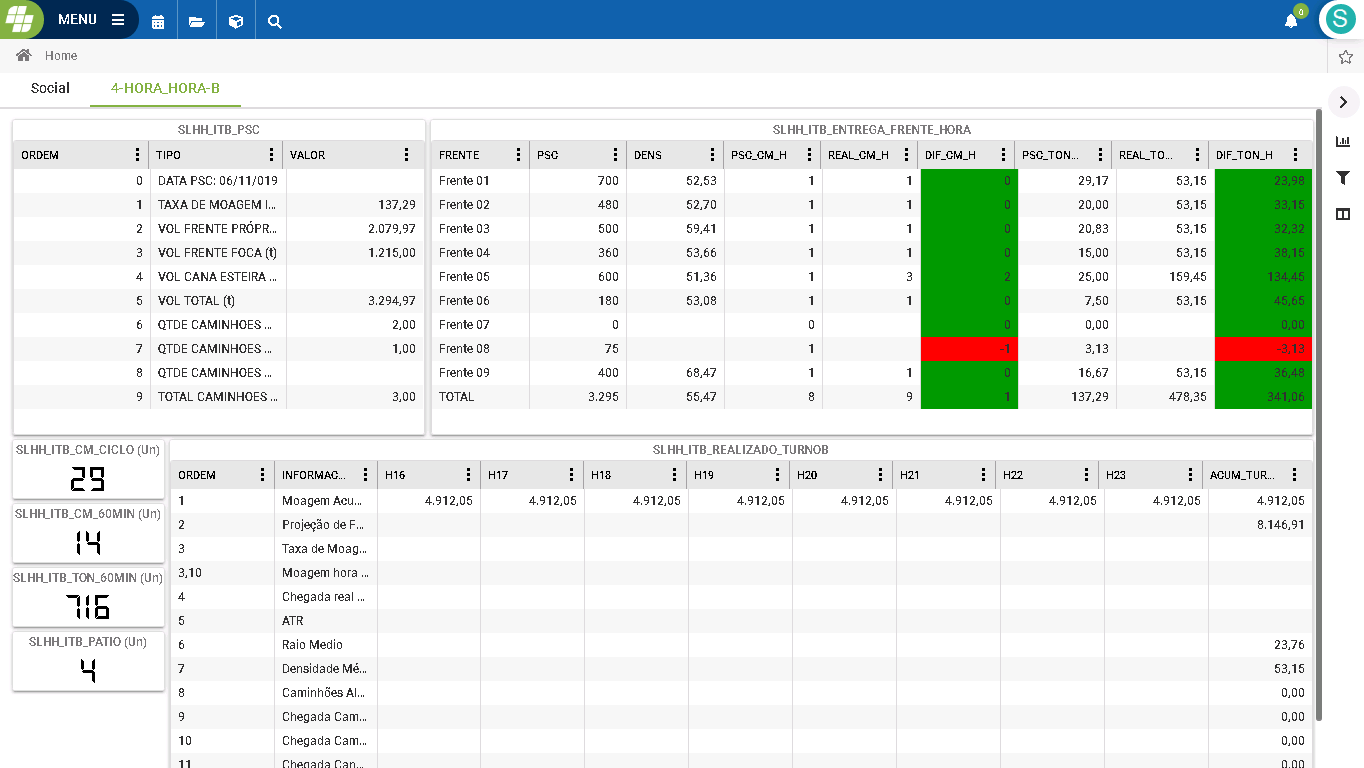 MENU
0
S
Home
Social 4-HORA_HORA-B
SLHH_ITB_PSC
ORDEM TIPO VALOR
0 DATA PSC: 06/11/019
1 TAXA DE MOAGEM I... 137,29
2 VOL FRENTE PRÓPR... 2.079,97
3 VOL FRENTE FOCA (t) 1.215,00
4 VOL CANA ESTEIRA ...
5 VOL TOTAL (t) 3.294,97
6 QTDE CAMINHOES ... 2,00
7 QTDE CAMINHOES ... 1,00
8 QTDE CAMINHOES ...
9 TOTAL CAMINHOES ... 3,00
SLHH_ITB_ENTREGA_FRENTE_HORA
FRENTE PSC DENS PSC_CM_H REAL_CM_H DIF_CM_H PSC_TON... REAL_TO... DIF_TON_H
Frente 01 700 52,53 1 1 0 29,17 53,15 23,98
Frente 02 480 52,70 1 1 0 20,00 53,15 33,15
Frente 03 500 59,41 1 1 0 20,83 53,15 32,32
Frente 04 360 53,66 1 1 0 15,00 53,15 38,15
Frente 05 600 51,36 1 3 2 25,00 159,45 134,45
Frente 06 180 53,08 1 1 0 7,50 53,15 45,65
Frente 07 0 0 0 0,00 0,00
Frente 08 75 1 -1 3,13 -3,13
Frente 09 400 68,47 1 1 0 16,67 53,15 36,48
TOTAL 3.295 55,47 8 9 1 137,29 478,35 341,06
SLHH_ITB_CM_CICLO (Un)
29
SLHH_ITB_CM_60MIN (Un)
14
SLHH_ITB_TON_60MIN (Un)
716
SLHH_ITB_PATIO (Un)
4
SLHH_ITB_REALIZADO_TURNOB
ORDEM INFORMAC... H16 H17 H18 H19 H20 H21 H22 H23 ACUM_TUR...
1 Moagem Acu... 4.912,05 4.912,05 4.912,05 4.912,05 4.912,05 4.912,05 4.912,05 4.912,05 4.912,05
2 Projeção de F... 8.146,91
3 Taxa de Moag...
3,10 Moagem hora ...
4 Chegada real ...
5 ATR
6 Raio Medio 23,76
7 Densidade Mé... 53,15
8 Caminhões Al... 0,00
9 Chegada Cam... 0,00
10 Chegada Cam... 0,00
11 Chegada Can... 0,00